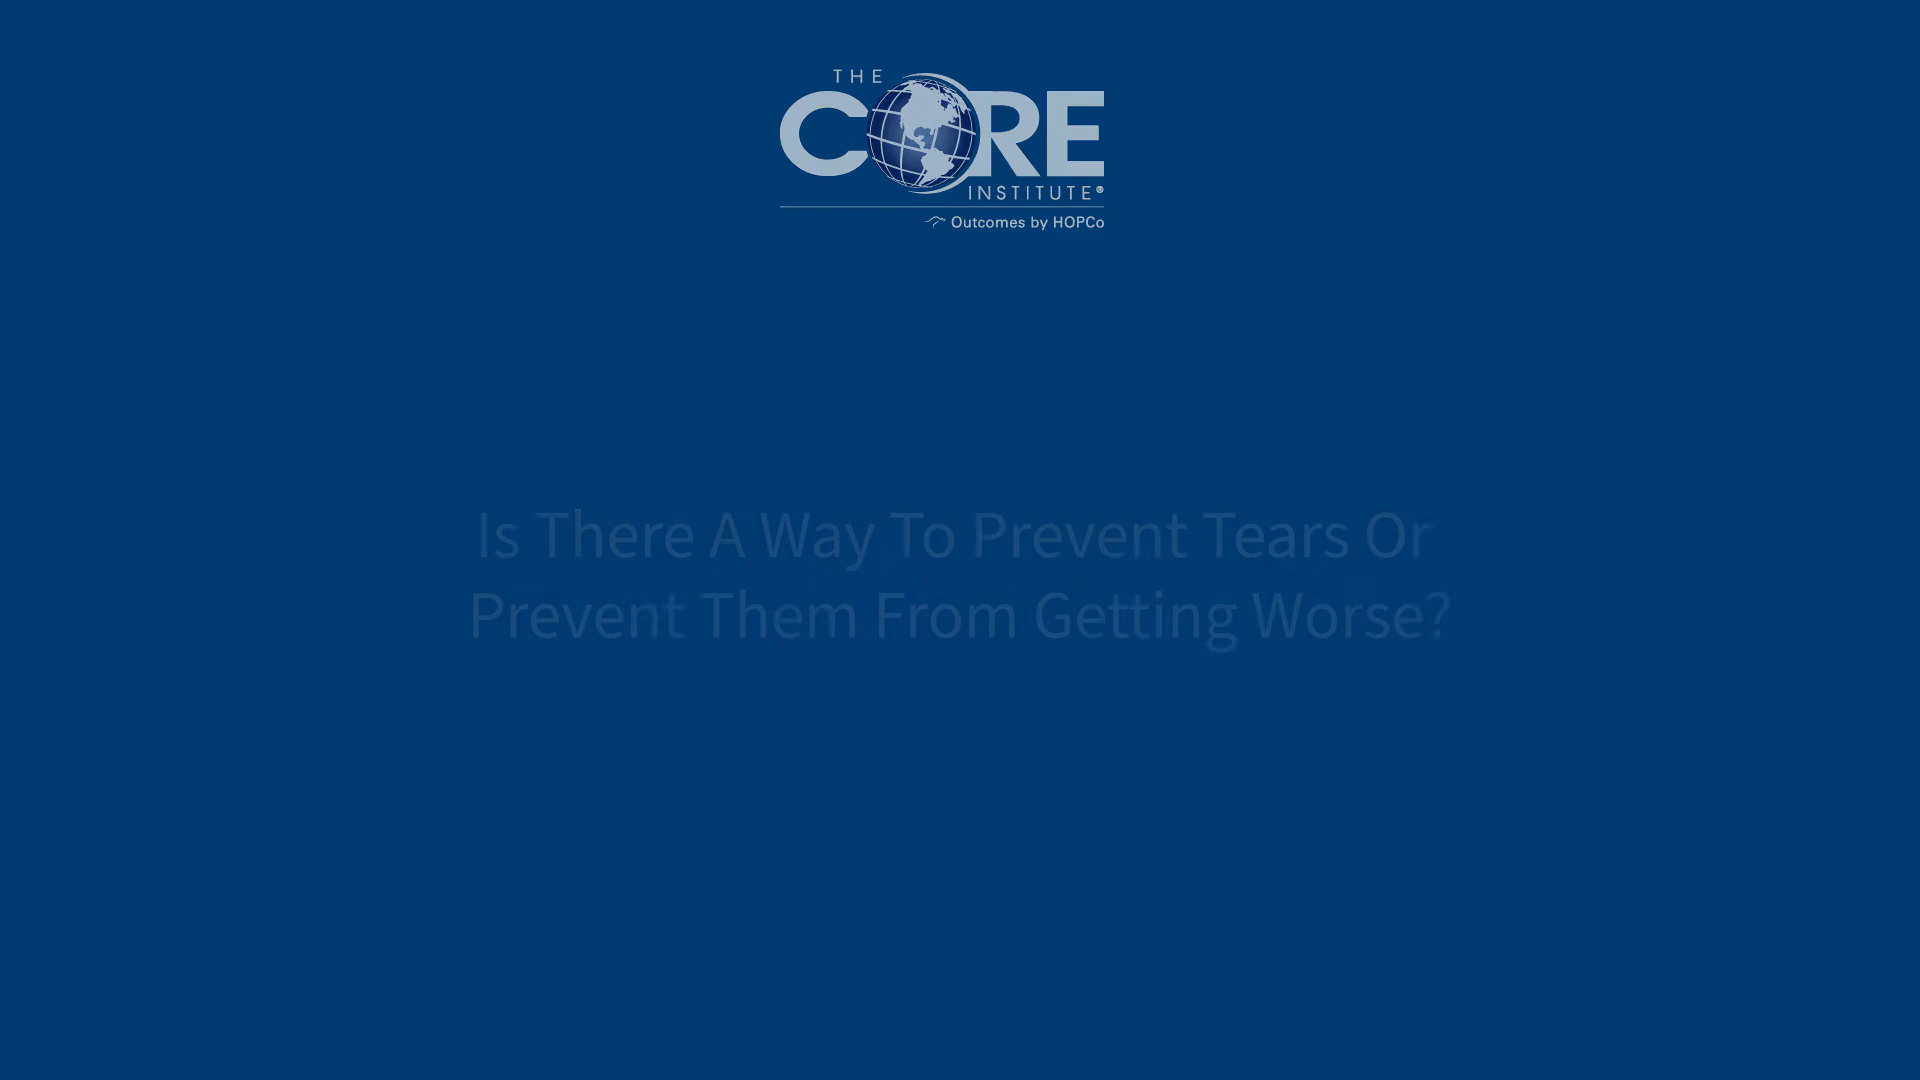 THE
CORE
INSTITUTE®
Outcomes by HOPCo
Is There A Way To Prevent Tears Or
Prevent Them From Getting Worse?